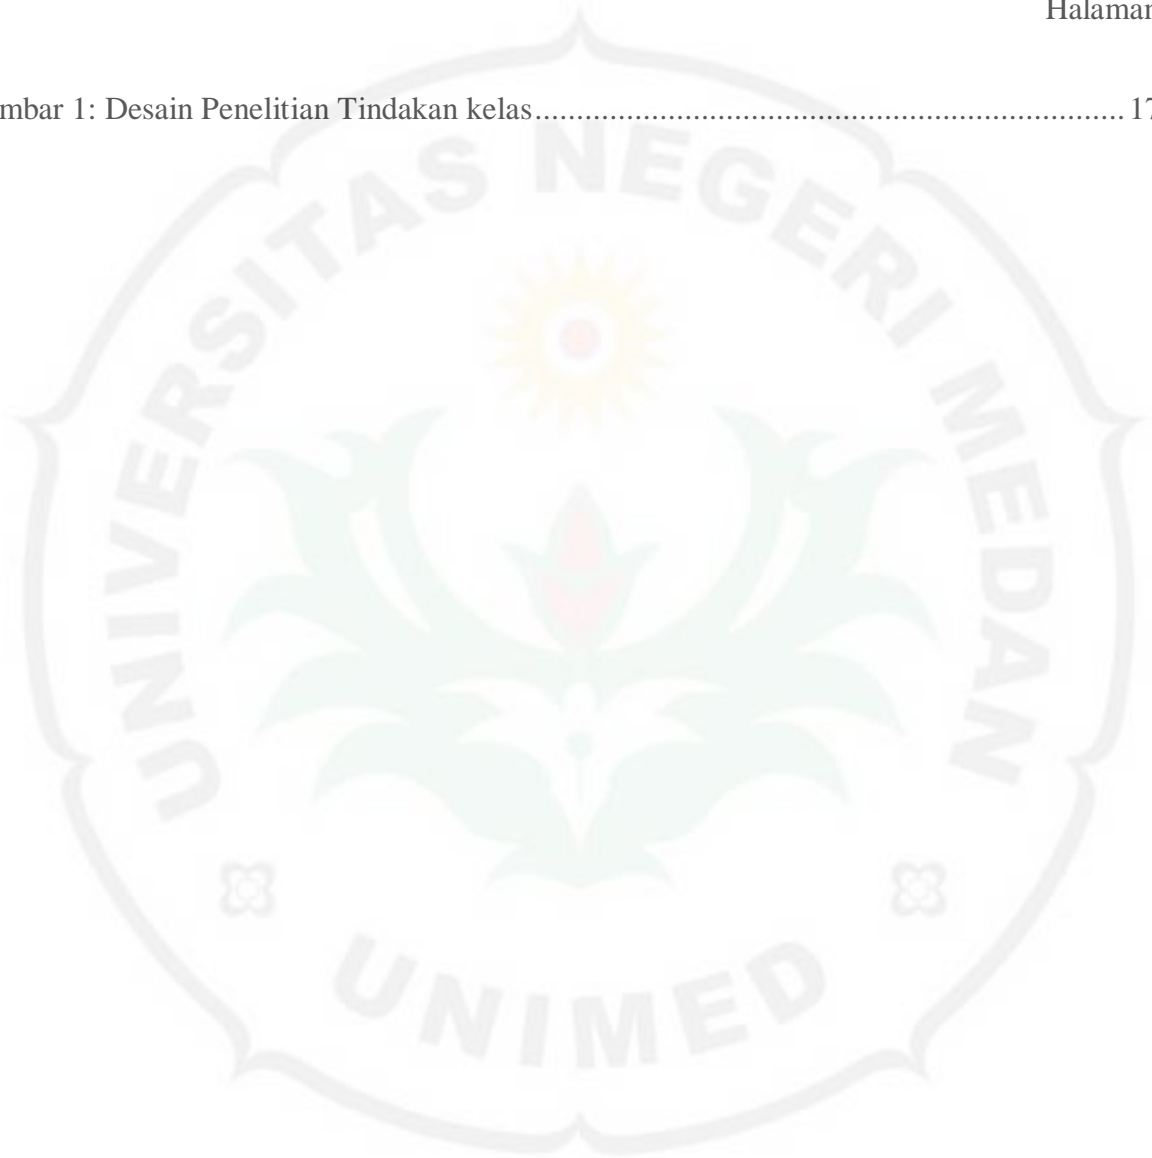 Halaman
mbar 1: Desain Penelitian Tindakan kelas....................................................................... 17
UNIVERSITAS NEGERI MEDAN
UNIMED